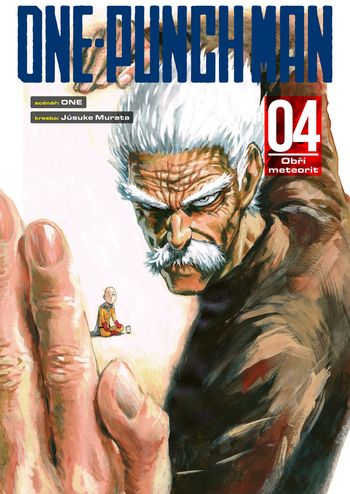 ONE-PUNCH MAN
scénář: ONE
kresba: Júsuke Murata
04
Obří
meteorit